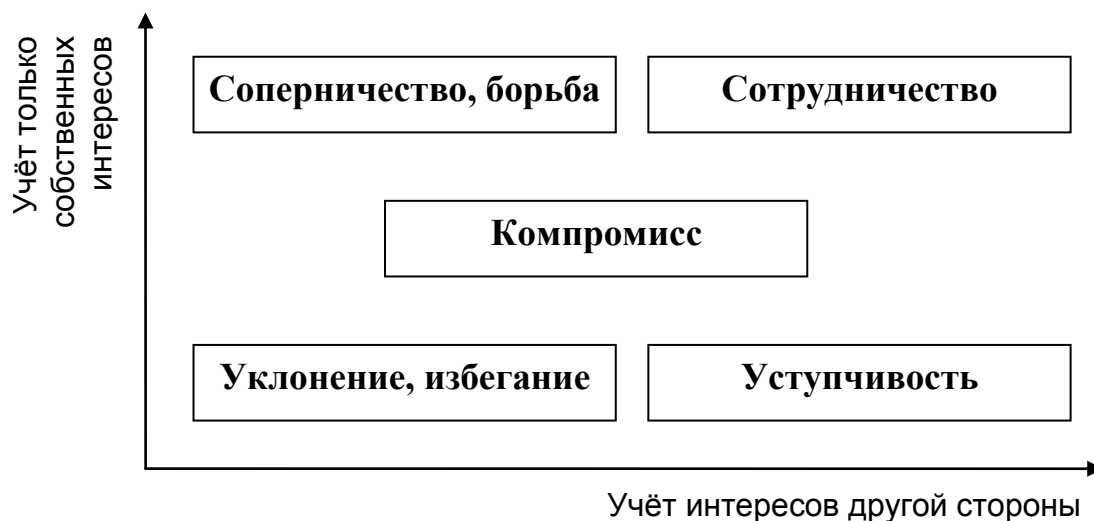 Учёт только
собственных
интересов
Соперничество, борьба
Сотрудничество
Компромисс
Уклонение, избегание
Уступчивость
Учёт интересов другой стороны